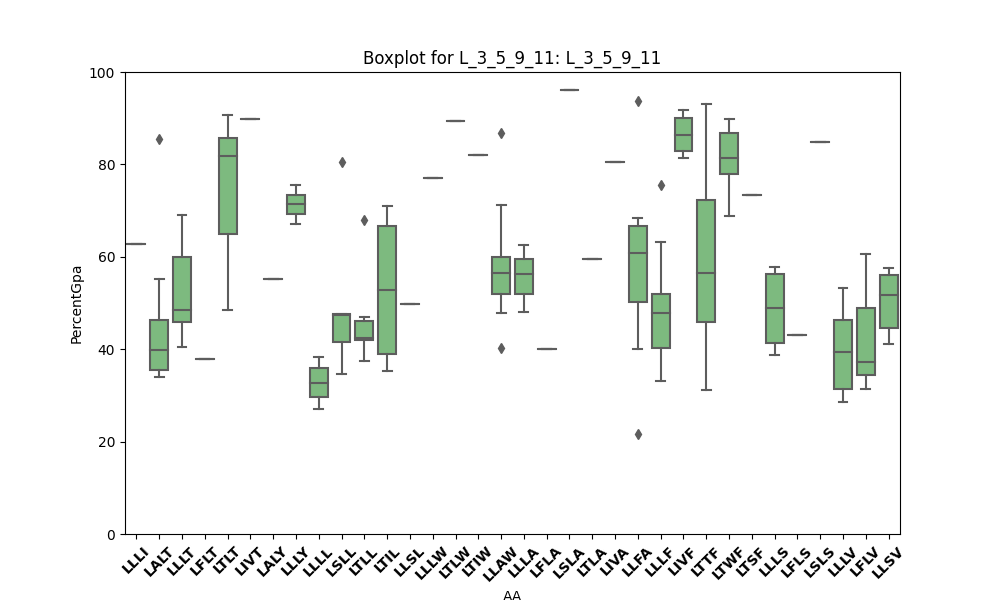 Boxplot for L_3_5_9_11: L_3_5_9_11
PercentGpa
100
80
60
40
20
0
LLLI LALT LLLT LFLT LTLT LIVT LALY LLLY LLLL LSLL LTLL LTIL LLSL LLLW LTLW LTIW LLAW LLLA LFLA LSLA LTLA LIVA LLFA LLLF LIVF LTTF LTWF LTSF LLLS LFLS LSLS LLLV LFLV LLSV
AA